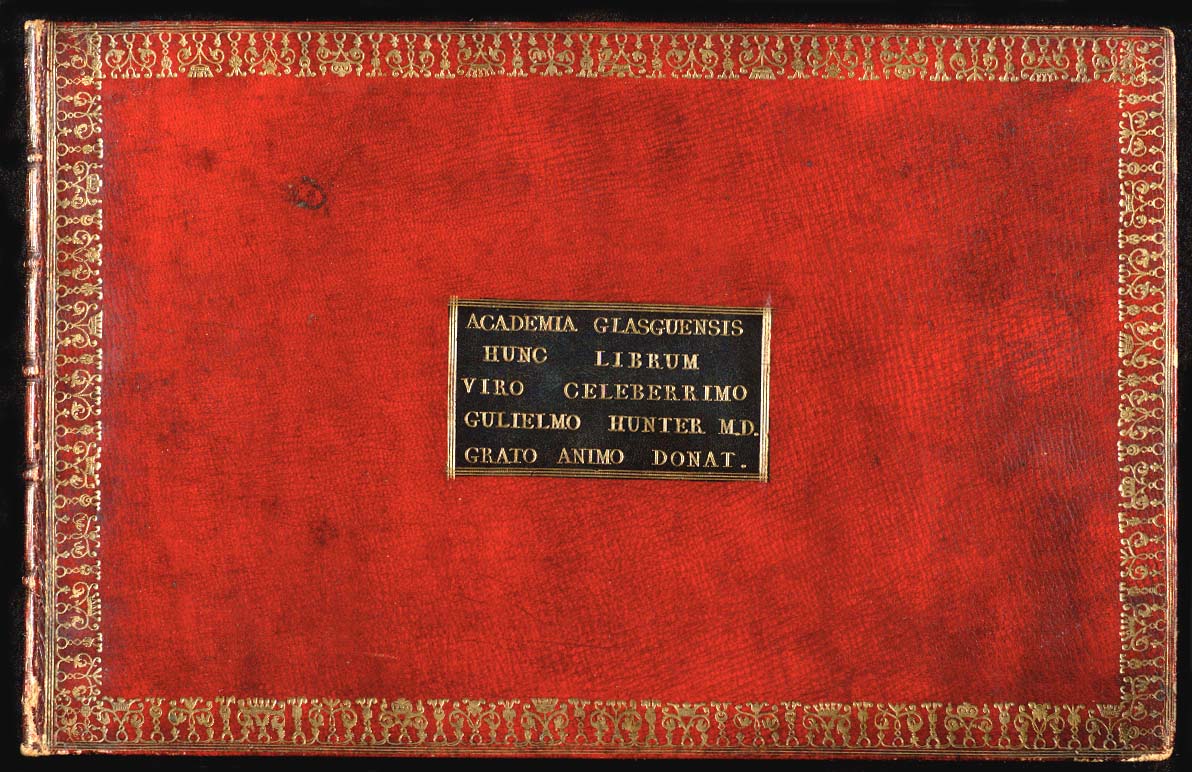 ACADEMIA GLASGUENSIS
HUNC LIBRUM
VIRO CELEBERRIMO
GULIELMO HUNTER M.D.
GRATO ANIMO DONAT.